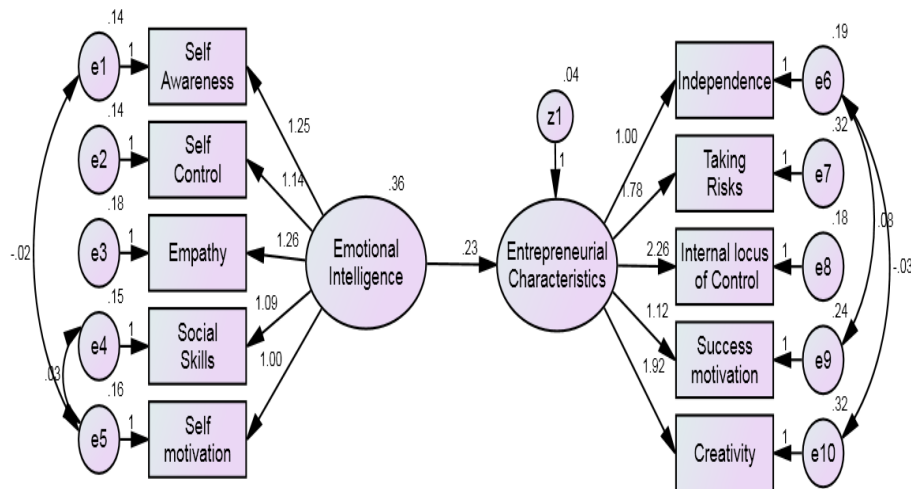 .14
e1
1
Self
Awareness
.14
e2
1
Self
Control
.18
e3
1
Empathy
.15
e4
1
Social
Skills
.16
e5
1
Self
motivation
-.02
.03
1.25
1.14
1.26
1.09
1.00
.36
Emotional
Intelligence
.23
.04
z1
1
Entrepreneurial
Characteristics
1.00
1.78
2.26
1.12
1.92
Independence
1
.19
e6
Taking
Risks
1
.32
e7
Internal locus
of Control
1
.18
e8
Success
motivation
1
.24
e9
Creativity
1
.32
e10
.08
-.03